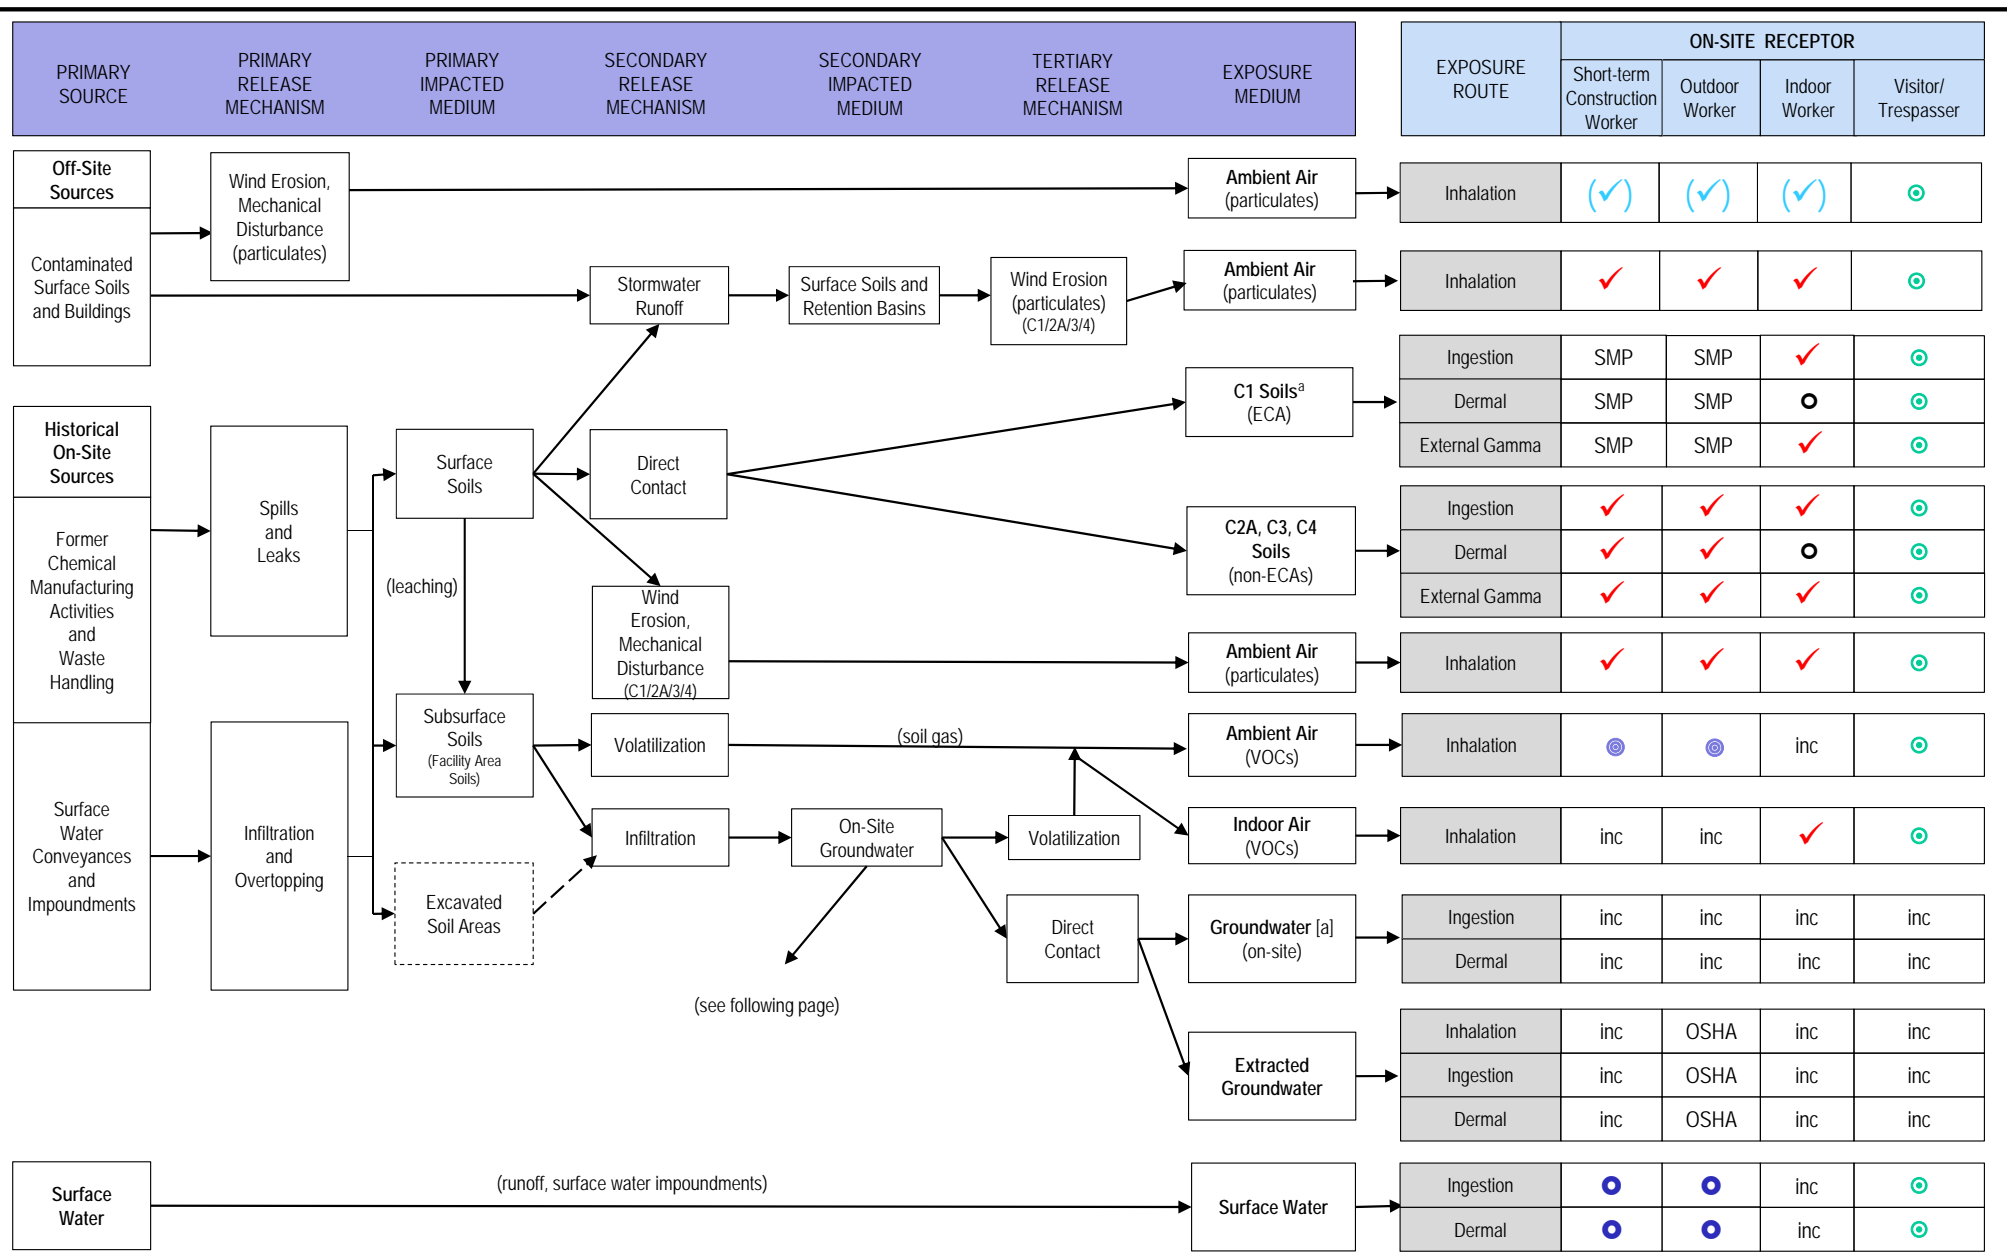 PRIMARY
SOURCE
PRIMARY
RELEASE
MECHANISM
PRIMARY
IMPACTED
MEDIUM
SECONDARY
RELEASE
MECHANISM
SECONDARY
IMPACTED
MEDIUM
TERTIARY
RELEASE
MECHANISM
EXPOSURE
MEDIUM
EXPOSURE
ROUTE
ON-SITE RECEPTOR
Short-term
Construction
Worker
Outdoor
Worker
Indoor
Worker
Visitor/
Trespasser
Off-Site
Sources
Contaminated
Surface Soils
and Buildings
Wind Erosion,
Mechanical
Disturbance
(particulates)
Ambient Air
(particulates)
Inhalation
(✓) (✓) (✓)
Stormwater
Runoff
Surface Soils and
Retention Basins
Wind Erosion
(particulates)
(C1/2A/3/4)
Ambient Air
(particulates)
Inhalation
✓ ✓ ✓
Historical
On-Site
Sources
Former
Chemical
Manufacturing
Activities
and
Waste
Handling
Surface
Water
Conveyances
and
Impoundments
Spills
and
Leaks
Infiltration
and
Overtopping
Surface
Soils
(leaching)
Subsurface
Soils
(Facility Area
Soils)
Excavated
Soil Areas
Direct
Contact
Wind
Erosion,
Mechanical
Disturbance
(C1/2A/3/4)
Volatilization
(soil gas)
Infiltration
On-Site
Groundwater
(see following page)
Volatilization
Direct
Contact
C1 Soilsa
(ECA)
Ingestion SMP SMP ✓
Dermal SMP SMP
External Gamma SMP SMP ✓
C2A, C3, C4
Soils
(non-ECAs)
Ingestion ✓ ✓ ✓
Dermal ✓ ✓
External Gamma ✓ ✓ ✓
Ambient Air
(particulates)
Inhalation ✓ ✓ ✓
Ambient Air
(VOCs)
Inhalation inc
Indoor Air
(VOCs)
Inhalation inc inc ✓
Groundwater [a]
(on-site)
Ingestion inc inc inc inc
Dermal inc inc inc inc
Extracted
Groundwater
Inhalation inc OSHA inc inc
Ingestion inc OSHA inc inc
Dermal inc OSHA inc inc
Surface
Water
(runoff, surface water impoundments)
Surface Water
Ingestion inc
Dermal inc